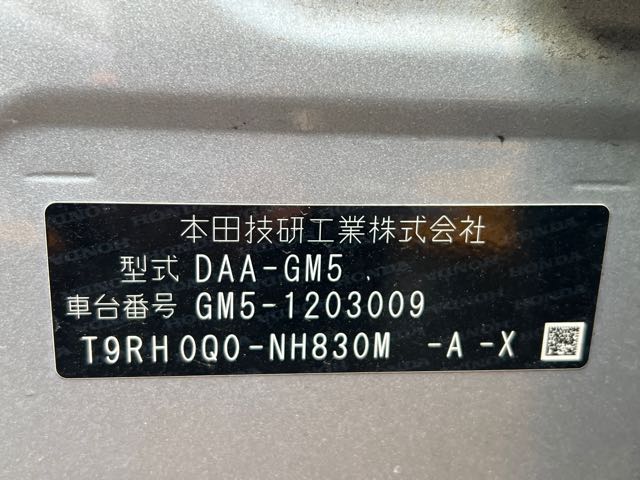 本田技研工業株式会社
型式 DAA-GM5
車台番号 GM5-1203009
T9RH0Q0-NH830M -A -X